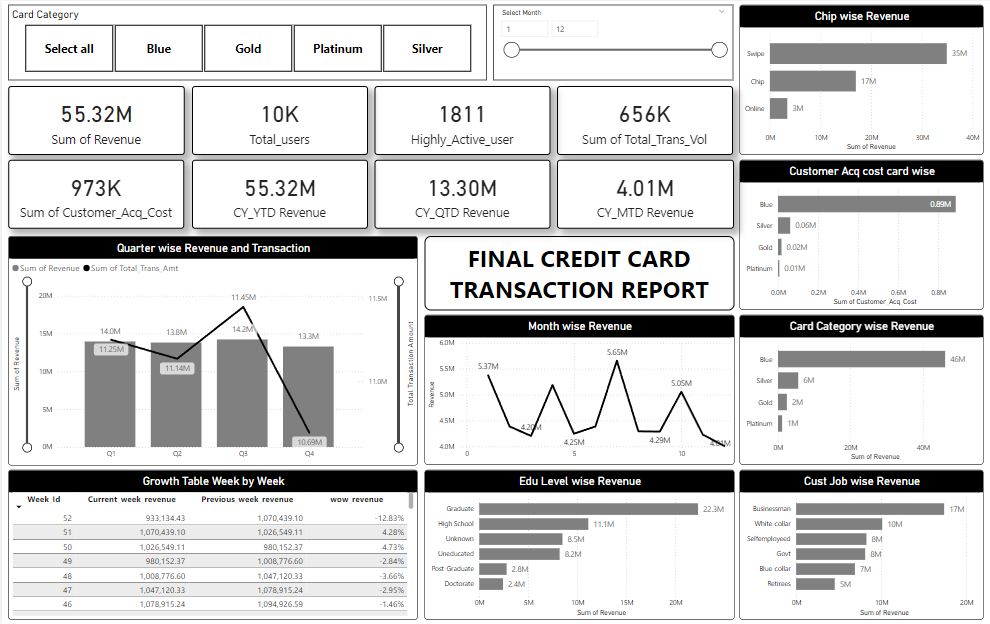 Card Category
Select all
Blue
Gold
Platinum
Silver
Select Month
1 12
55.32M
Sum of Revenue
10K
Total_users
1811
Highly_Active_user
656K
Sum of Total_Trans_Vol
973K
Sum of Customer_Acq_Cost
55.32M
CY_YTD Revenue
13.30M
CY_QTD Revenue
4.01M
CY_MTD Revenue
Chip wise Revenue
Swipe 35M
Chip 17M
Online 3M
0M 10M 20M 30M 40M
Sum of Revenue
Customer Acq cost card wise
Blue 0.89M
Silver 0.06M
Gold 0.02M
Platinum 0.01M
0.0M 0.2M 0.4M 0.6M 0.8M
Sum of Customer_Acq_Cost
Quarter wise Revenue and Transaction
Sum of Revenue Sum of Total_Trans_Amt
Sum of Revenue
20M
15M
10M
5M
0M
14.0M
11.25M
13.8M
11.14M
11.45M
14.2M
13.3M
10.69M
Q1 Q2 Q3 Q4
11.5M
11.0M
Total Transaction Amount
FINAL CREDIT CARD
TRANSACTION REPORT
Month wise Revenue
Revenue
6.0M
5.5M
5.0M
4.5M
4.0M
5.37M
4.20M
4.25M
5.65M
4.29M
5.05M
4.01M
0 5 10
Card Category wise Revenue
Blue 46M
Silver 6M
Gold 2M
Platinum 1M
0M 20M 40M
Sum of Revenue
Growth Table Week by Week
Week Id Current week revenue Previous week revenue wow revenue
52 933,134.43 1,070,439.10 -12.83%
51 1,070,439.10 1,026,549.11 4.28%
50 1,026,549.11 980,152.37 4.73%
49 980,152.37 1,008,776.60 -2.84%
48 1,008,776.60 1,047,120.33 -3.66%
47 1,047,120.33 1,078,915.24 -2.95%
46 1,078,915.24 1,094,926.59 -1.46%
Edu Level wise Revenue
Graduate 22.3M
High School 11.1M
Unknown 8.5M
Uneducated 8.2M
Post Graduate 2.8M
Doctorate 2.4M
0M 5M 10M 15M 20M
Sum of Revenue
Cust Job wise Revenue
Businessman 17M
White collar 10M
Selfemployeed 8M
Govt 8M
Blue collar 7M
Retirees 5M
0M 10M 20M
Sum of Revenue